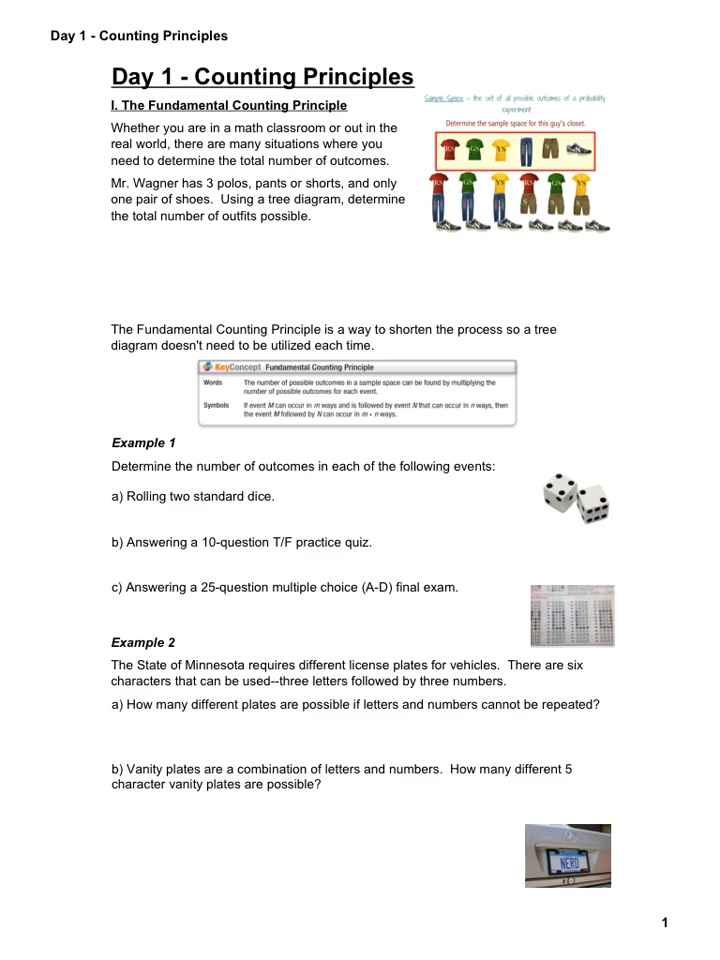 Day 1 - Counting Principles
Day 1 - Counting Principles
I. The Fundamental Counting Principle
Whether you are in a math classroom or out in the
real world, there are many situations where you
need to determine the total number of outcomes.
Mr. Wagner has 3 polos, pants or shorts, and only
one pair of shoes. Using a tree diagram, determine
the total number of outfits possible.
Sample Space - the set of all possible outcomes of a probability
experiment
Determine the sample space for this guy's closet.
RS GS YS N
RS GS YS RS GS YS
The Fundamental Counting Principle is a way to shorten the process so a tree
diagram doesn't need to be utilized each time.
KeyConcept Fundamental Counting Principle
Words The number of possible outcomes in a sample space can be found by multiplying the
number of possible outcomes for each event.
Symbols If event M can occur in m ways and is followed by event N that can occur in n ways, then
the event M followed by N can occur in m • n ways.
Example 1
Determine the number of outcomes in each of the following events:
a) Rolling two standard dice.
b) Answering a 10-question T/F practice quiz.
c) Answering a 25-question multiple choice (A-D) final exam.
Example 2
The State of Minnesota requires different license plates for vehicles. There are six
characters that can be used--three letters followed by three numbers.
a) How many different plates are possible if letters and numbers cannot be repeated?
b) Vanity plates are a combination of letters and numbers. How many different 5
character vanity plates are possible?
NERD
1